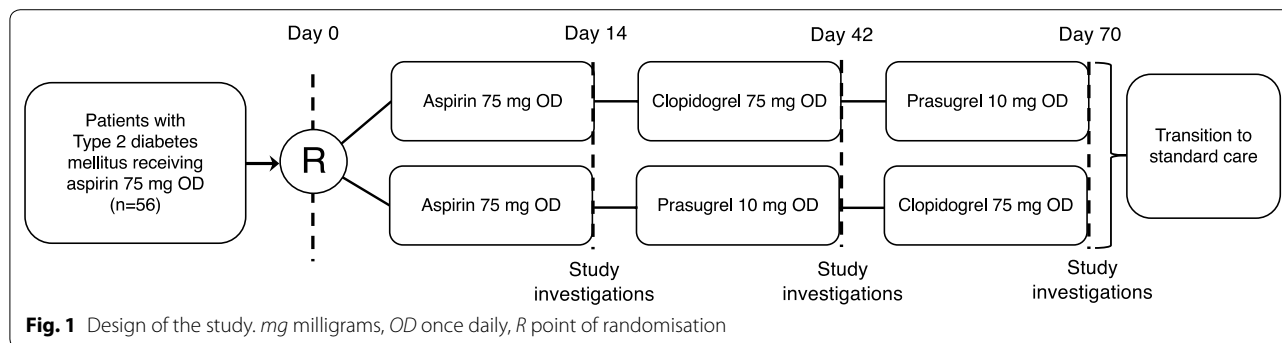 Day 0
Day 14
Day 42
Day 70
Patients with
Type 2 diabetes
mellitus receiving
aspirin 75 mg OD
(n=56)
R
Aspirin 75 mg OD
Clopidogrel 75 mg OD
Prasugrel 10 mg OD
Aspirin 75 mg OD
Prasugrel 10 mg OD
Clopidogrel 75 mg OD
Transition to
standard care
Study
investigations
Study
investigations
Study
investigations
Fig. 1 Design of the study. mg milligrams, OD once daily, R point of randomisation